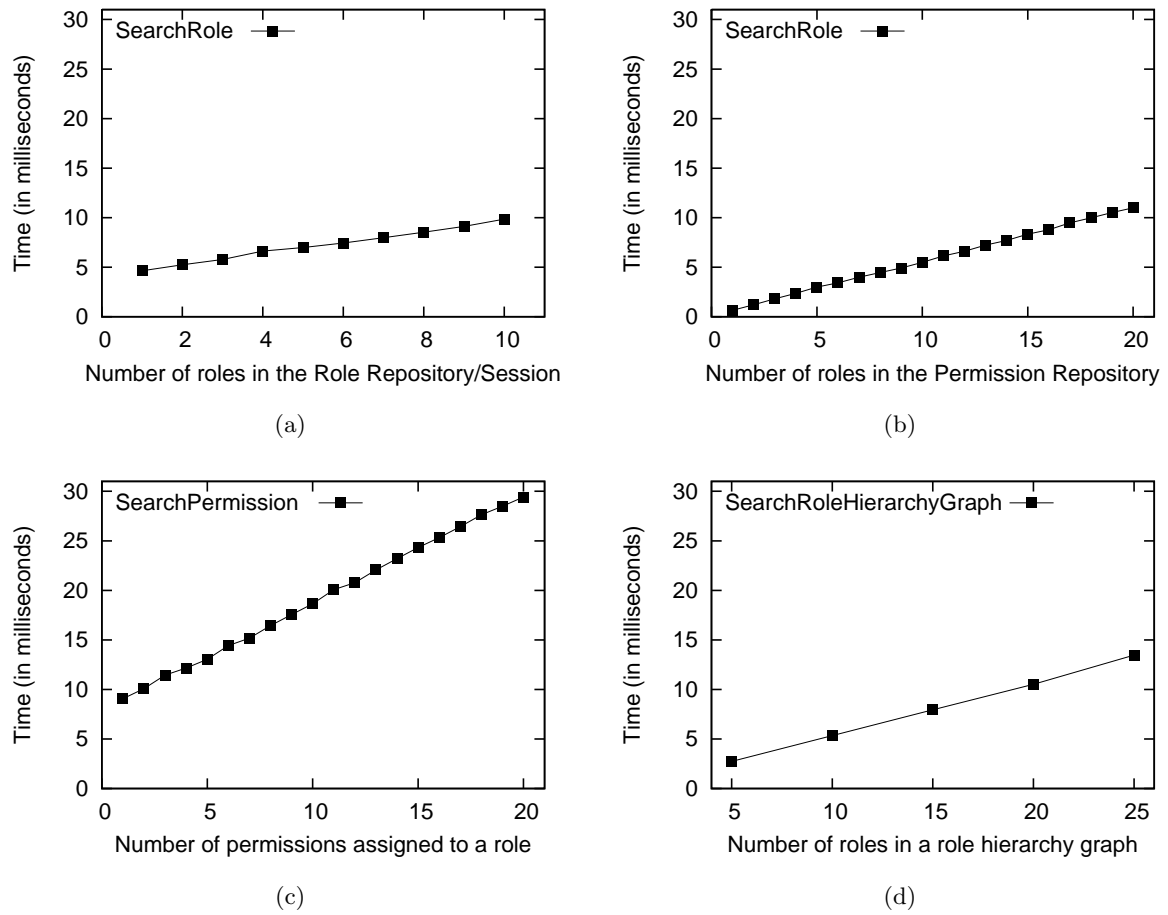 SearchRole
30
25
20
15
10
5
0
2 4 6 8 10
Time (in milliseconds)
Number of roles in the Role Repository/Session
(a)
SearchRole
30
25
20
15
10
5
0
0 5 10 15 20
Time (in milliseconds)
Number of roles in the Permission Repository
(b)
SearchPermission
30
25
20
15
10
5
0
0 5 10 15 20
Time (in milliseconds)
Number of permissions assigned to a role
(c)
SearchRoleHierarchyGraph
30
25
20
15
10
5
0
5 10 15 20 25
Time (in milliseconds)
Number of roles in a role hierarchy graph
(d)